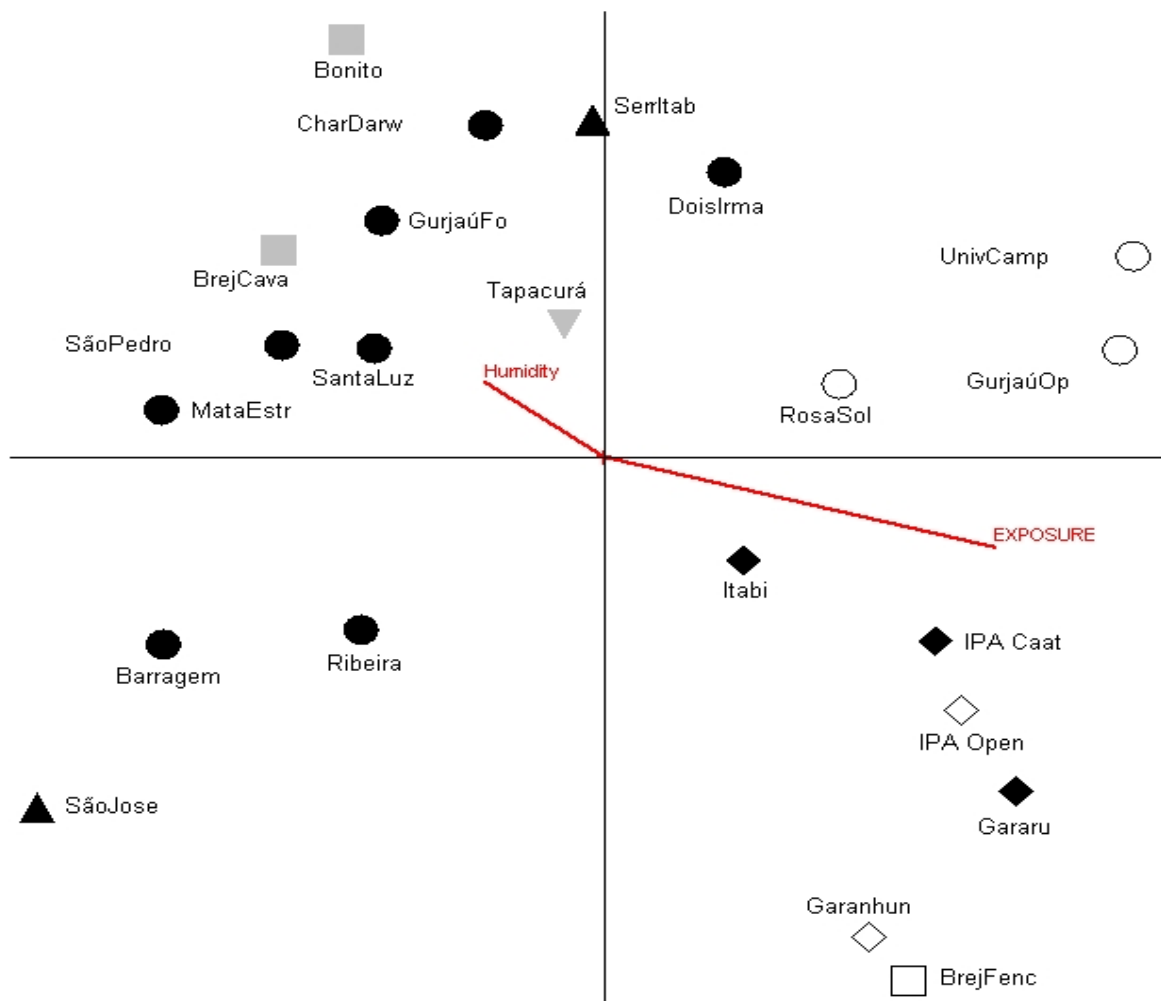 Bonito
CharDarw
SerrItab
DoisIrma
GurjaúFo
UnivCamp
BrejCava
Tapacurá
SãoPedro
SantaLuz
Humidity
GurjaúOp
MataEstr
RosaSol
EXPOSURE
Itabi
IPA Caat
Ribeira
Barragem
IPA Open
SãoJose
Gararu
Garanhun
BrejFenc